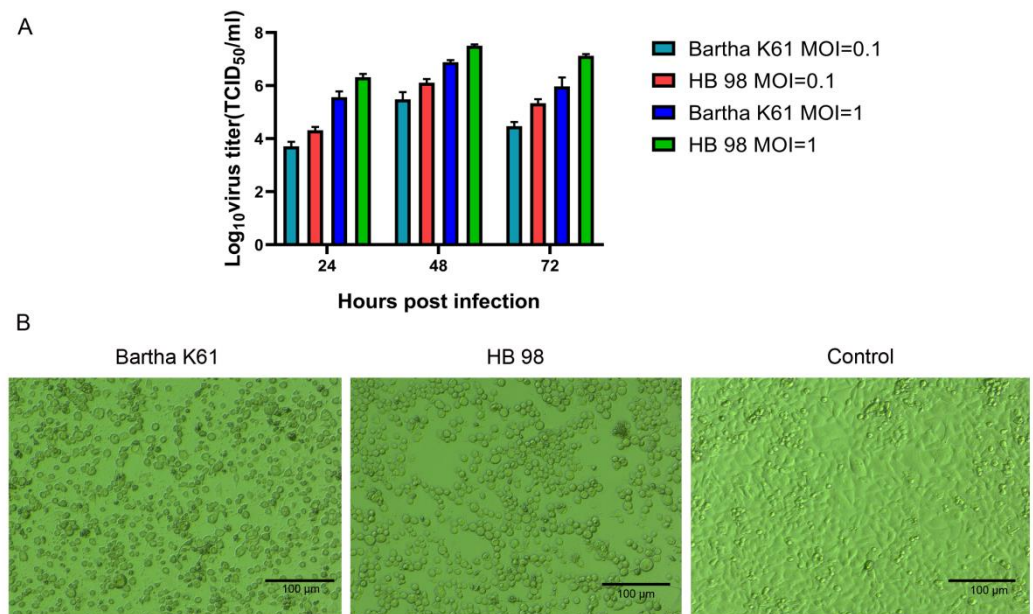 A
Log₁₀virus titer(TCID₅₀/ml)
8
6
4
2
0
24 48 72
Hours post infection
Bartha K61 MOI=0.1
HB 98 MOI=0.1
Bartha K61 MOI=1
HB 98 MOI=1
B
Bartha K61 HB 98 Control
100 µm 100 µm 100 µm